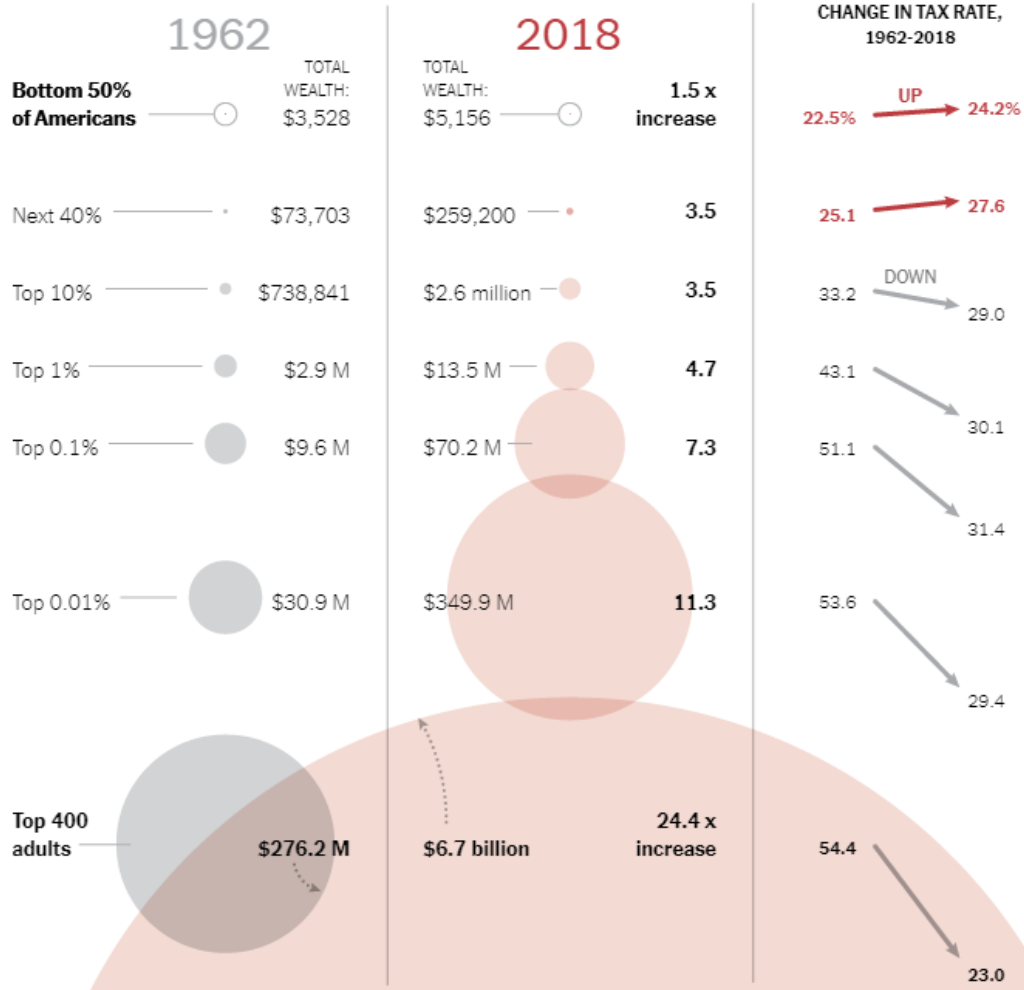 1962
2018
CHANGE IN TAX RATE,
1962-2018
TOTAL
WEALTH:
TOTAL
WEALTH:
Bottom 50%
of Americans
$3,528
$5,156
1.5 x
increase
22.5%
UP
24.2%
Next 40%
$73,703
$259,200
3.5
25.1
27.6
Top 10%
$738,841
$2.6 million
3.5
33.2
DOWN
29.0
Top 1%
$2.9 M
$13.5 M
4.7
43.1
30.1
Top 0.1%
$9.6 M
$70.2 M
7.3
51.1
31.4
Top 0.01%
$30.9 M
$349.9 M
11.3
53.6
29.4
Top 400
adults
$276.2 M
$6.7 billion
24.4 x
increase
54.4
23.0